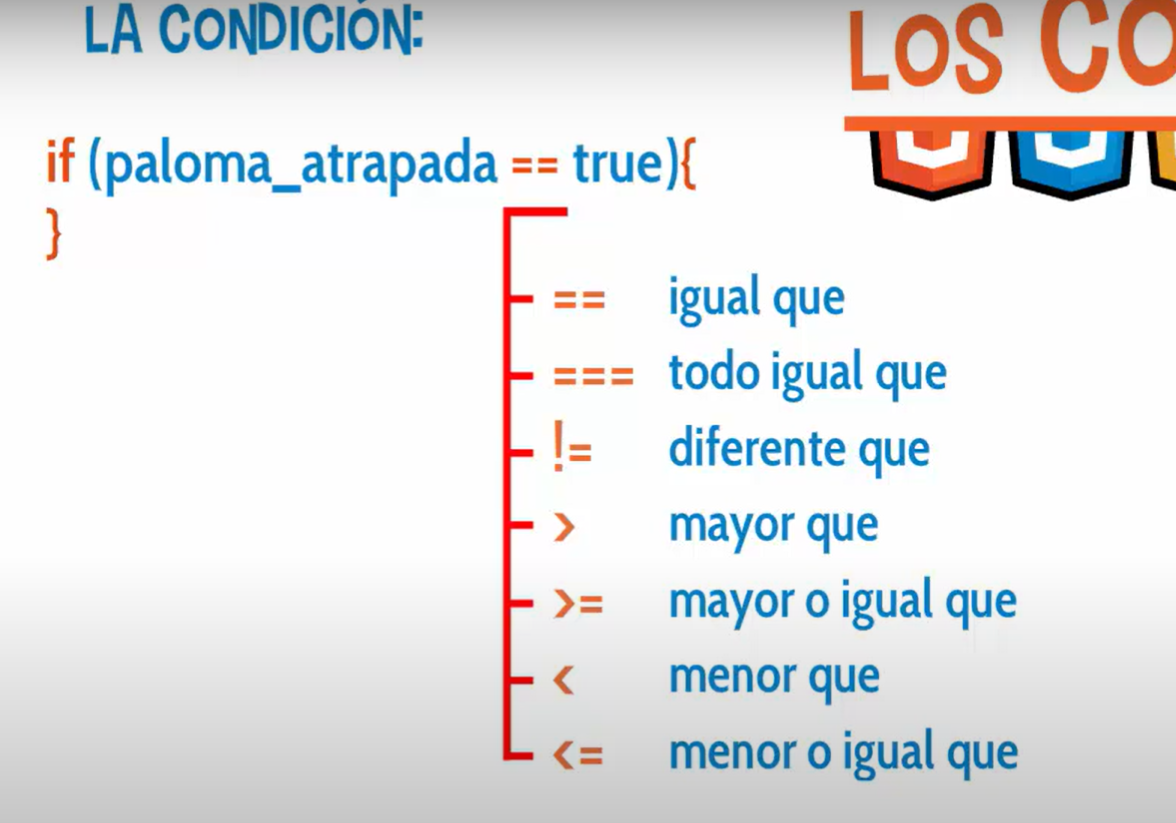 LA CONDICIÓN:
LOS CO
if (paloma_atrapada == true){
}
== igual que
=== todo igual que
!= diferente que
> mayor que
>= mayor o igual que
< menor que
<= menor o igual que